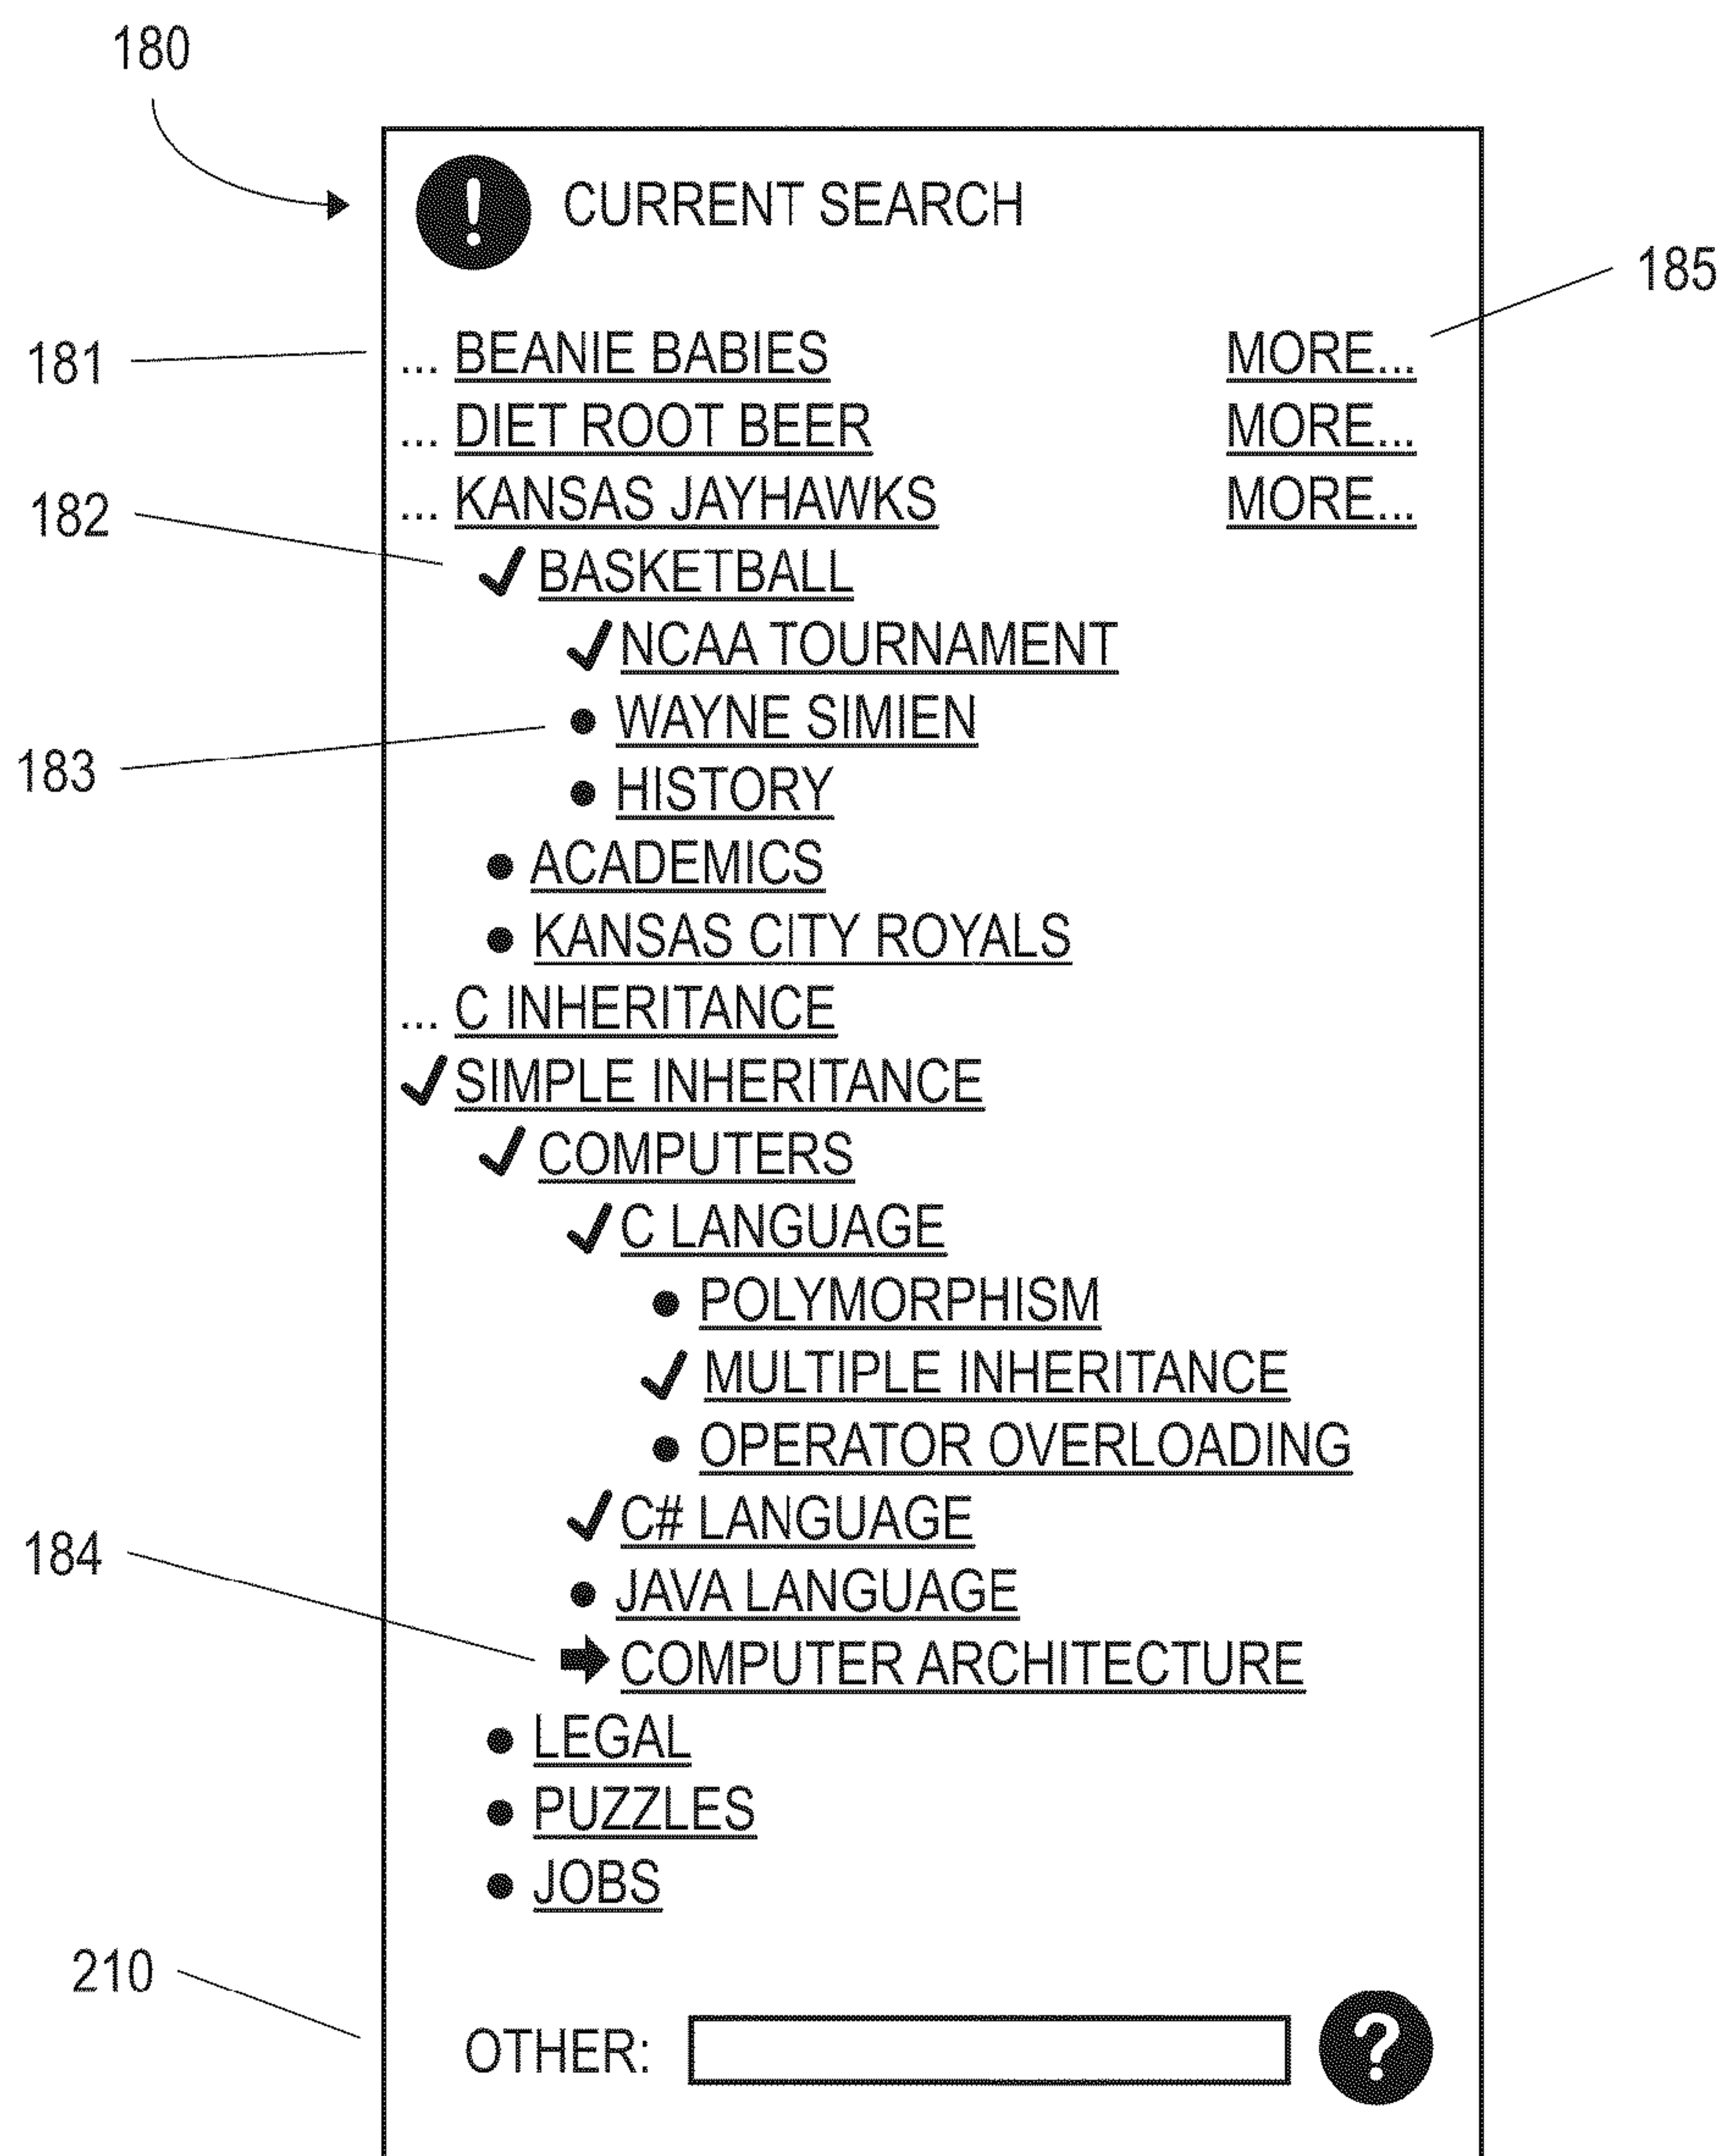 180
! CURRENT SEARCH
185
181
... BEANIE BABIES MORE...
... DIET ROOT BEER MORE...
... KANSAS JAYHAWKS MORE...
182
✓ BASKETBALL
✓ NCAA TOURNAMENT
• WAYNE SIMIEN
183
• HISTORY
• ACADEMICS
• KANSAS CITY ROYALS
... C INHERITANCE
✓ SIMPLE INHERITANCE
✓ COMPUTERS
✓ C LANGUAGE
• POLYMORPHISM
✓ MULTIPLE INHERITANCE
• OPERATOR OVERLOADING
✓ C# LANGUAGE
184
• JAVA LANGUAGE
➡ COMPUTER ARCHITECTURE
• LEGAL
• PUZZLES
• JOBS
210
OTHER: ?